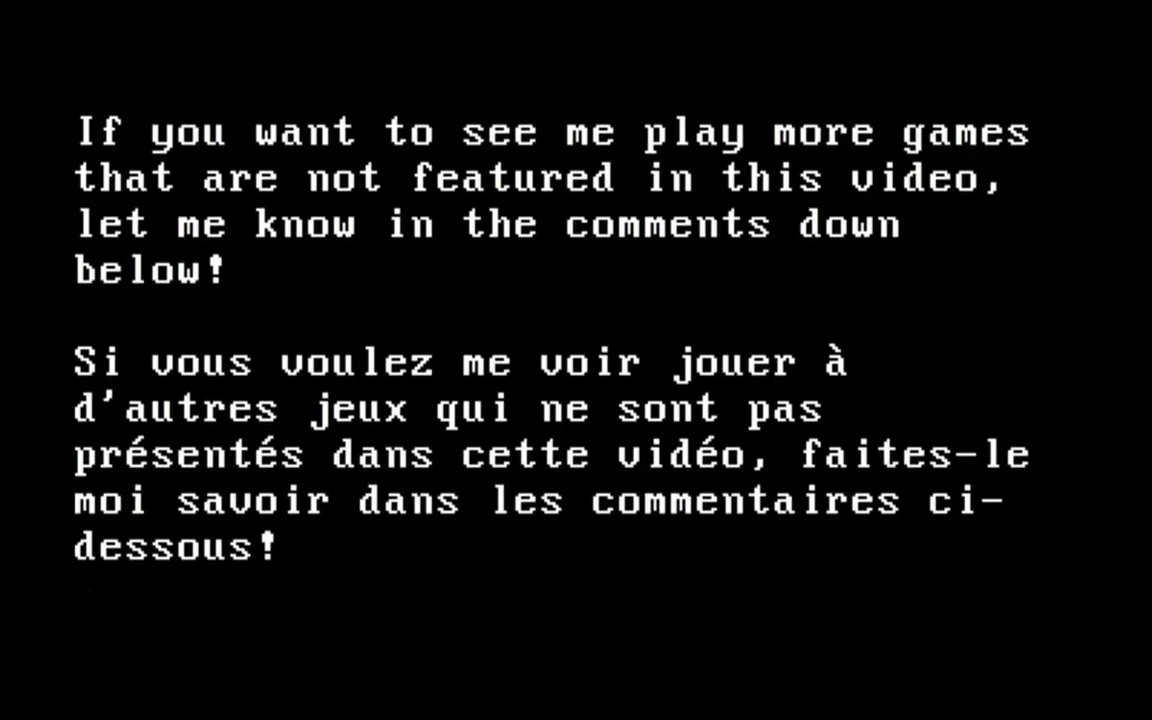 If you want to see me play more games
that are not featured in this video,
let me know in the comments down
below!
Si vous voulez me voir jouer à
d'autres jeux qui ne sont pas
présentés dans cette vidéo, faites-le
moi savoir dans les commentaires ci-
dessous!